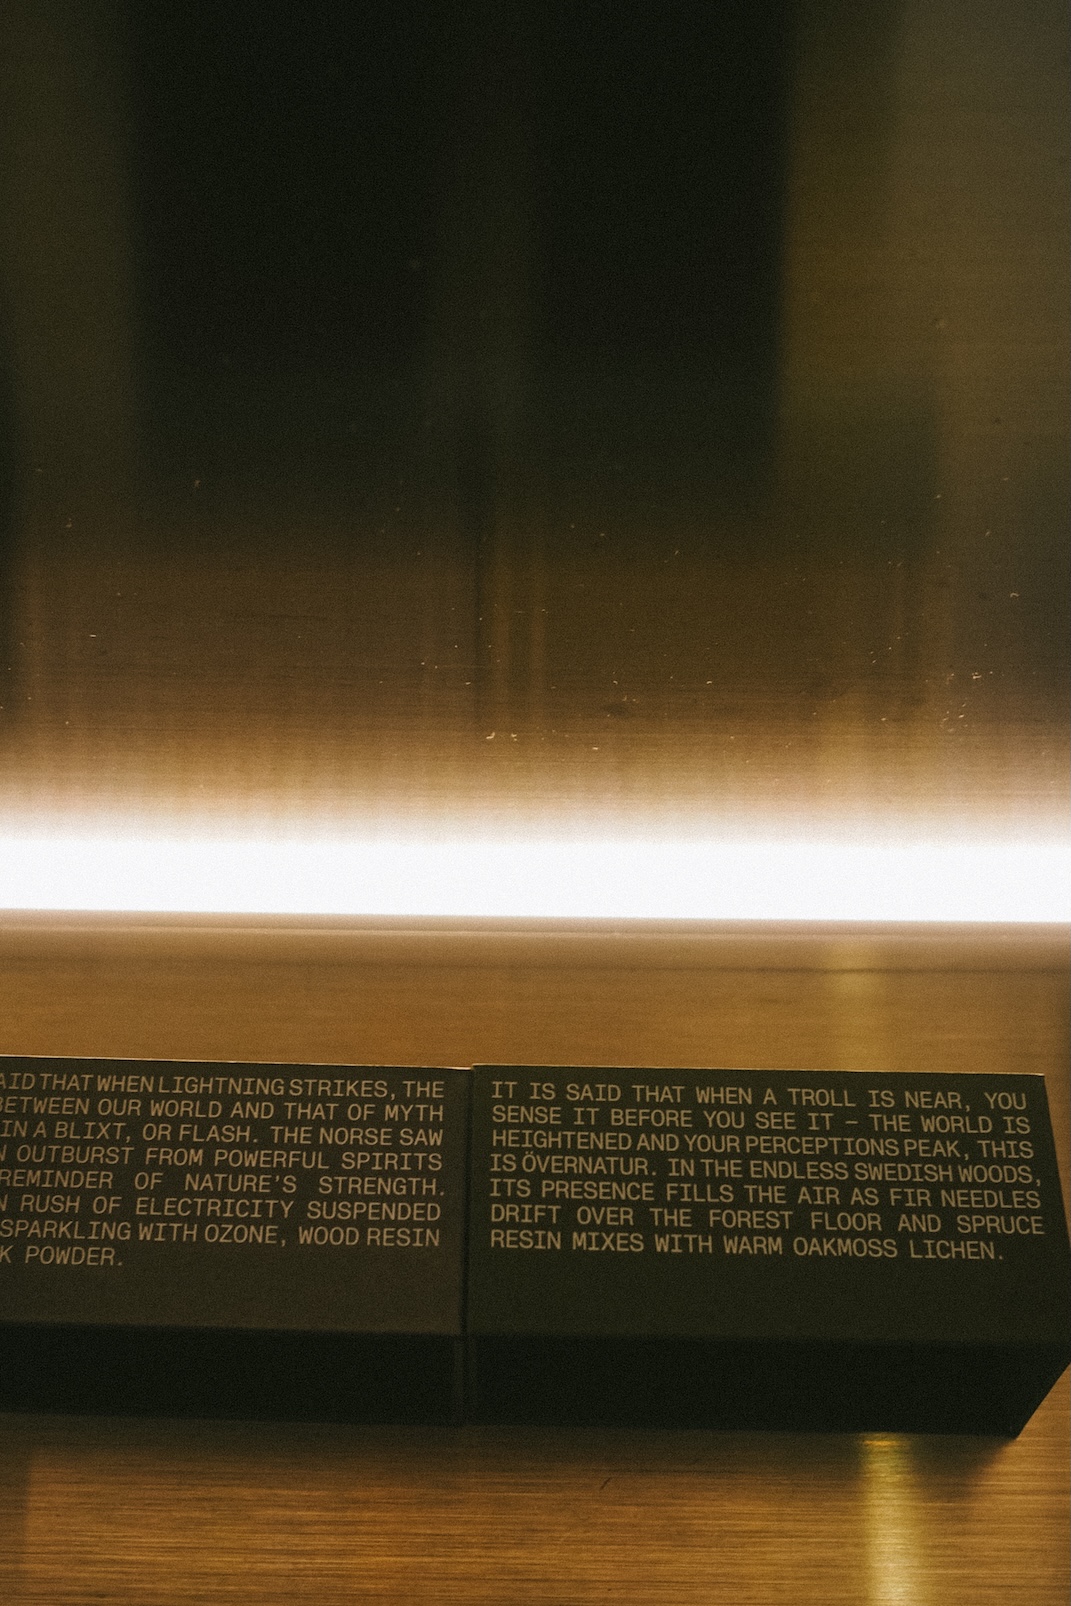 AID THAT WHEN LIGHTNING STRIKES, THE
BETWEEN OUR WORLD AND THAT OF MYTH
IN A BLIXT, OR FLASH. THE NORSE SAW
OUTBURST FROM POWERFUL SPIRITS
REMINDER OF NATURE'S STRENGTH.
RUSH OF ELECTRICITY SUSPENDED
SPARKLING WITH OZONE, WOOD RESIN
K POWDER.
IT IS SAID THAT WHEN A TROLL IS NEAR, YOU
SENSE IT BEFORE YOU SEE IT – THE WORLD IS
HEIGHTENED AND YOUR PERCEPTIONS PEAK, THIS
IS ÖVERNATUR. IN THE ENDLESS SWEDISH WOODS,
ITS PRESENCE FILLS THE AIR AS FIR NEEDLES
DRIFT OVER THE FOREST FLOOR AND SPRUCE
RESIN MIXES WITH WARM OAKMOSS LICHEN.